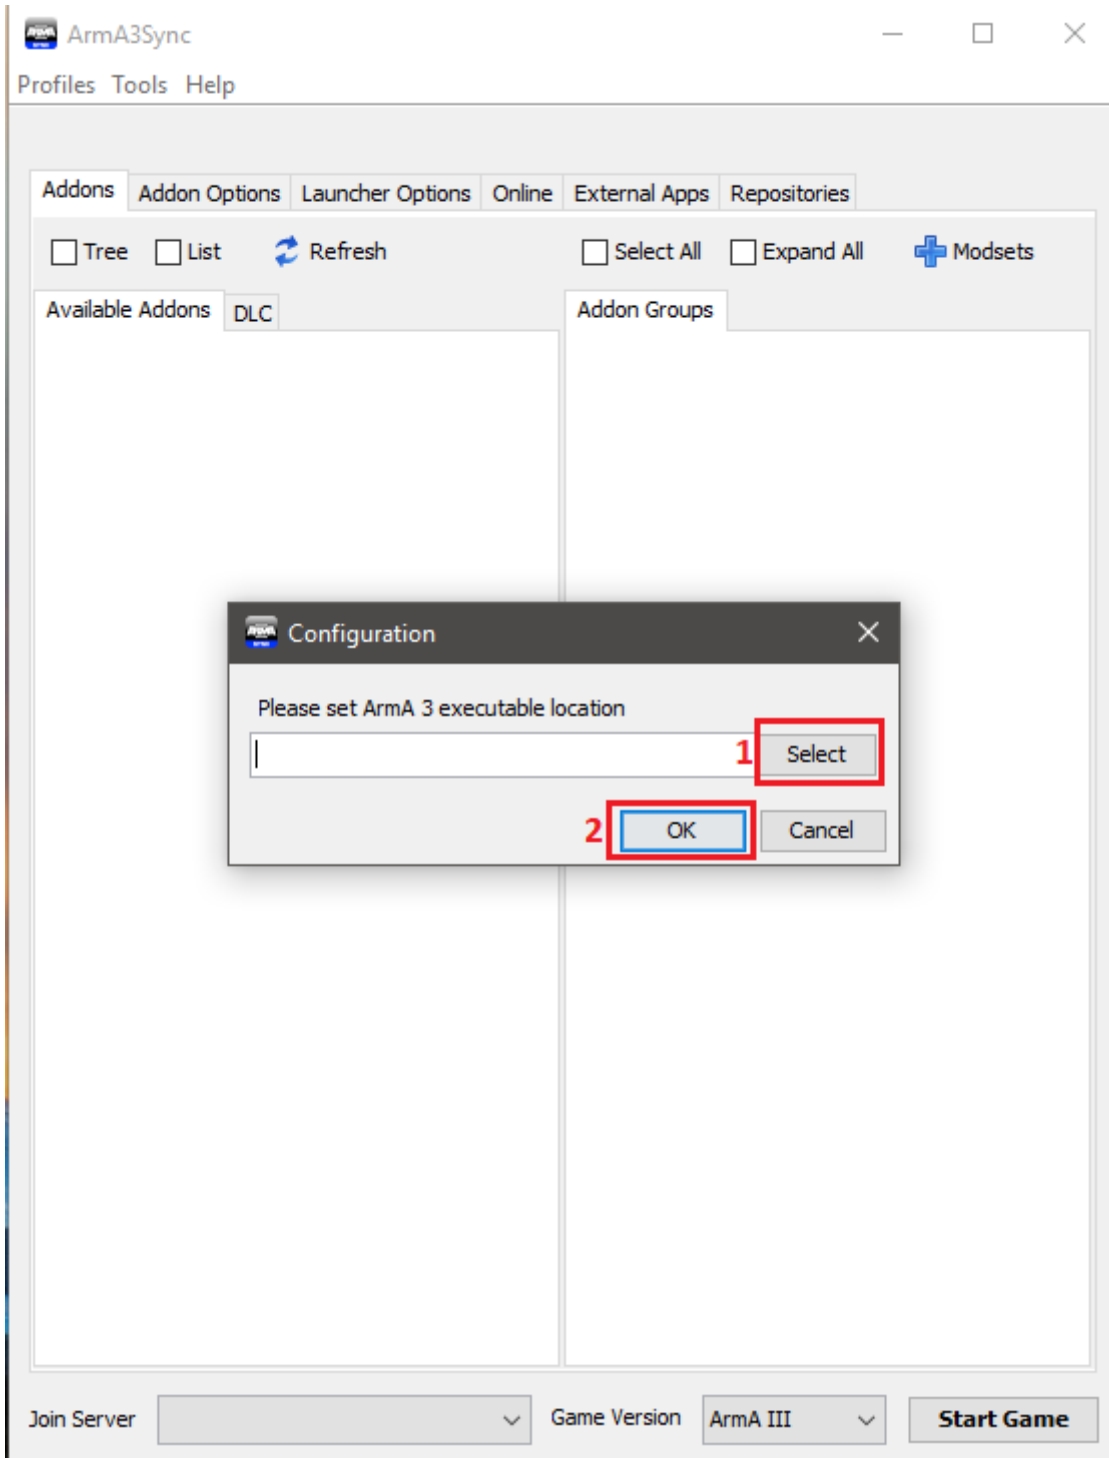 ArmA3Sync
Profiles Tools Help
Addons Addon Options Launcher Options Online External Apps Repositories
Tree List Refresh Select All Expand All Modsets
Available Addons DLC Addon Groups
Configuration
Please set ArmA 3 executable location
1 Select
2 OK Cancel
Join Server Game Version ArmA III Start Game